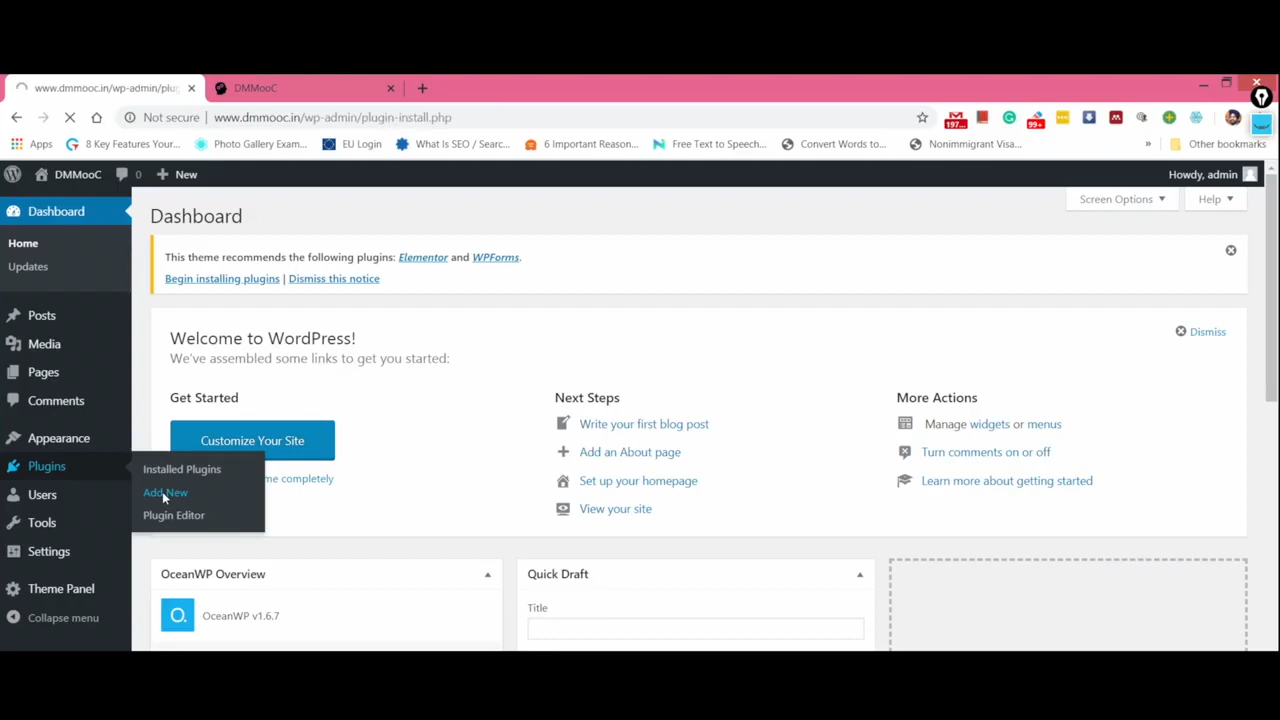 www.dmmooc.in/wp-admin/plug
DMMooC
Not secure | www.dmmooc.in/wp-admin/plugin-install.php
197...
99+
Apps
8 Key Features Your...
Photo Gallery Exam...
EU Login
What Is SEO / Searc...
6 Important Reason...
Free Text to Speech...
Convert Words to...
Nonimmigrant Visa...
»
Other bookmarks
DMMooC
0
New
Howdy, admin
Dashboard
Home
Updates
Posts
Media
Pages
Comments
Appearance
Plugins
Installed Plugins
Add New
Plugin Editor
Users
Tools
Settings
Theme Panel
Collapse menu
Screen Options
Help
Dashboard
This theme recommends the following plugins: Elementor and WPForms.
Begin installing plugins | Dismiss this notice
Welcome to WordPress!
Dismiss
We've assembled some links to get you started:
Get Started
Customize Your Site
me completely
Next Steps
Write your first blog post
Add an About page
Set up your homepage
View your site
More Actions
Manage widgets or menus
Turn comments on or off
Learn more about getting started
OceanWP Overview
O.
OceanWP v1.6.7
Quick Draft
Title